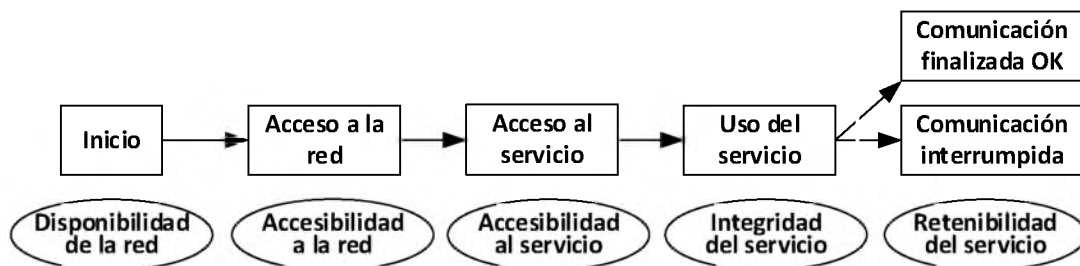 Comunicación
finalizada OK
Inicio
Acceso a la
red
Acceso al
servicio
Uso del
servicio
Comunicación
interrumpida
Disponibilidad
de la red
Accesibilidad
a la red
Accesibilidad
al servicio
Integridad
del servicio
Retenibilidad
del servicio